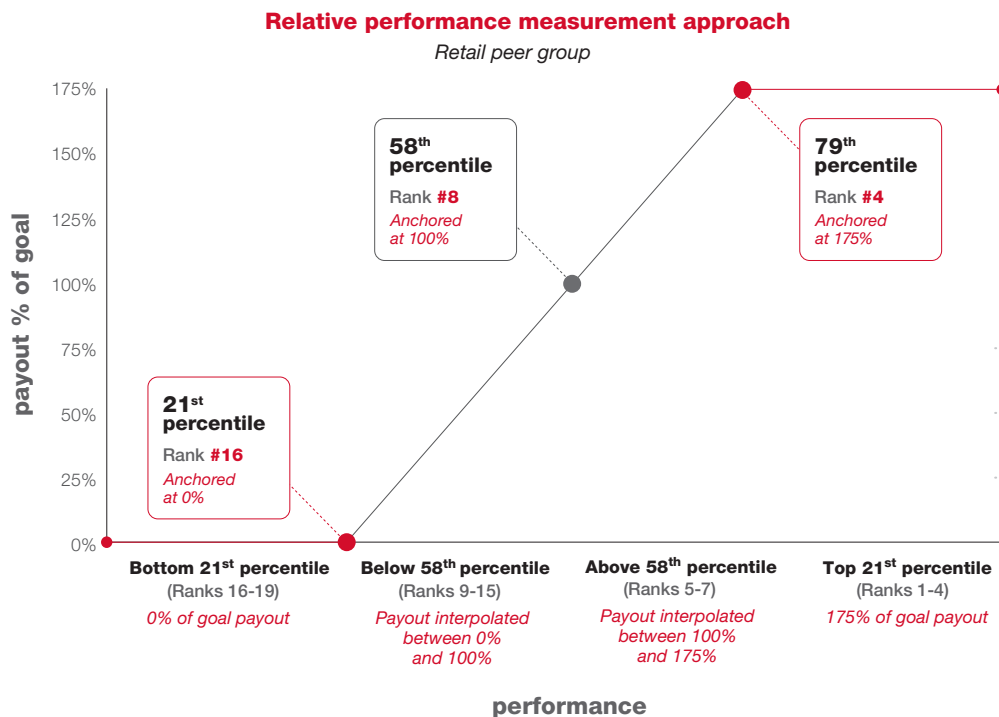 Relative performance measurement approach
Retail peer group
payout % of goal
175%
150%
125%
100%
75%
50%
25%
0%
21st
percentile
Rank #16
Anchored
at 0%
58th
percentile
Rank #8
Anchored
at 100%
79th
percentile
Rank #4
Anchored
at 175%
Bottom 21st percentile
(Ranks 16-19)
0% of goal payout
Below 58th percentile
(Ranks 9-15)
Payout interpolated
between 0%
and 100%
Above 58th percentile
(Ranks 5-7)
Payout interpolated
between 100%
and 175%
Top 21st percentile
(Ranks 1-4)
175% of goal payout
performance